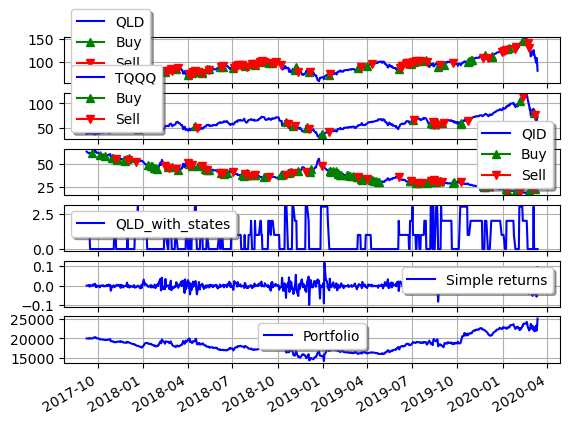 QLD
Buy
Sell
150
100
TQQQ
Buy
Sell
100
50
QID
Buy
Sell
50
25
QLD_with_states
2.5
0.0
Simple returns
0.1
0.0
−0.1
Portfolio
25000
20000
15000
2017-10 2018-01 2018-04 2018-07 2018-10 2019-01 2019-04 2019-07 2019-10 2020-01 2020-04